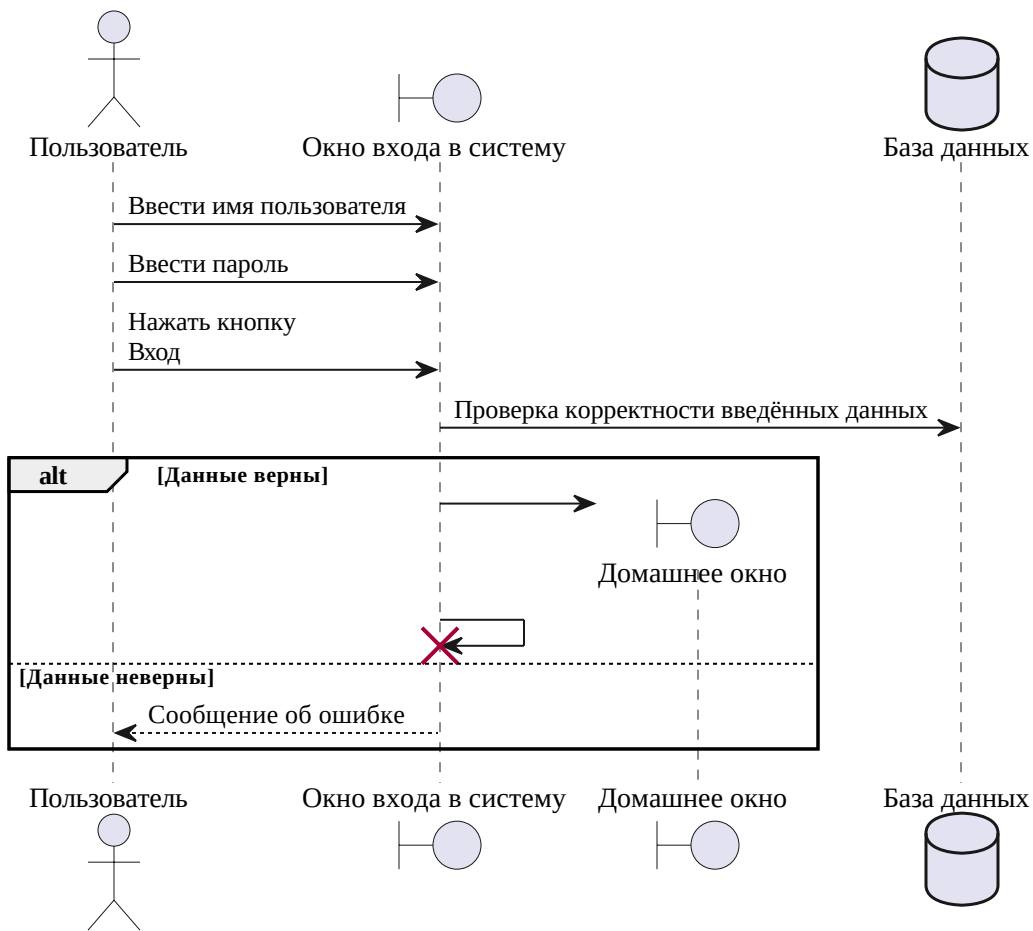 Пользователь
Окно входа в систему
База данных
Ввести имя пользователя
Ввести пароль
Нажать кнопку
Вход
Проверка корректности введённых данных
alt
[Данные верны]
Домашнее окно
[Данные неверны]
Сообщение об ошибке
Пользователь
Окно входа в систему
Домашнее окно
База данных